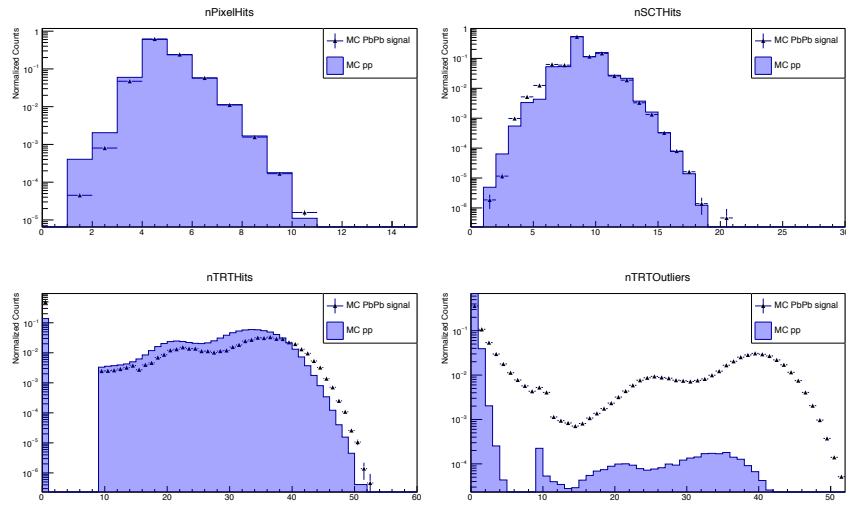 nPixelHits
Normalized Counts
MC PbPb signal
MC pp
1
10⁻¹
10⁻²
10⁻³
10⁻⁴
10⁻⁵
0 2 4 6 8 10 12 14
nSCTHits
Normalized Counts
MC PbPb signal
MC pp
1
10⁻¹
10⁻²
10⁻³
10⁻⁴
10⁻⁵
10⁻⁶
0 5 10 15 20 25 30
nTRTHits
Normalized Counts
MC PbPb signal
MC pp
10⁻¹
10⁻²
10⁻³
10⁻⁴
10⁻⁵
10⁻⁶
0 10 20 30 40 50 60
nTRTOutliers
Normalized Counts
MC PbPb signal
MC pp
10⁻¹
10⁻²
10⁻³
10⁻⁴
0 10 20 30 40 50